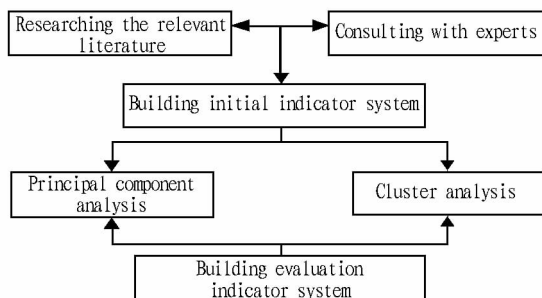 Researching the relevant
literature
Consulting with experts
Building initial indicator system
Principal component
analysis
Cluster analysis
Building evaluation
indicator system